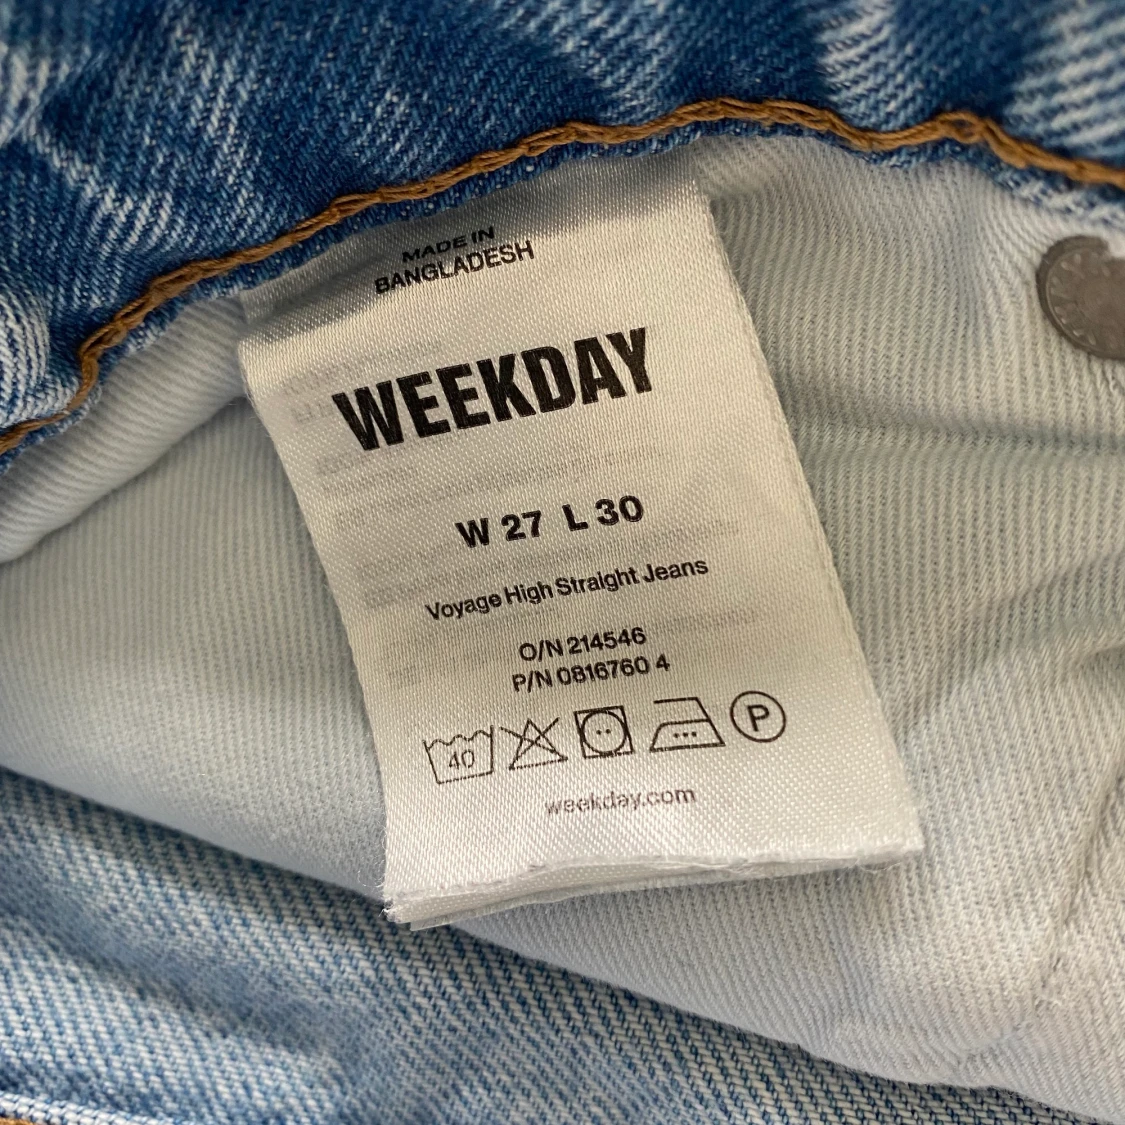 MADE IN
BANGLADESH
WEEKDAY
W 27 L 30
Voyage High Straight Jeans
O/N 214546
P/N 0816760 4
40 P
weekday.com